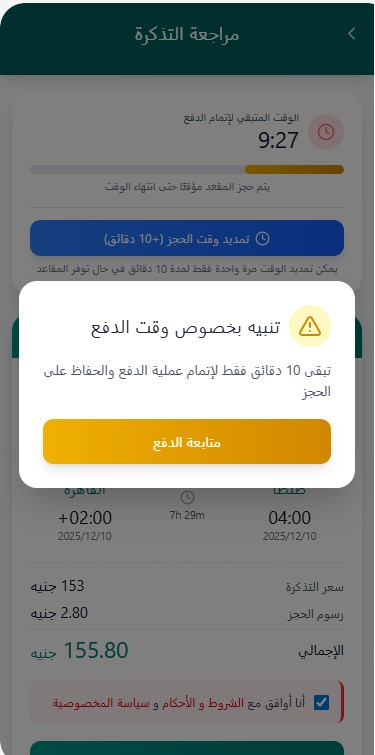 مراجعة التذكرة
الوقت المتبقي لإتمام الدفع
9:27
يتم حجز المقعد مؤقتًا حتى انتهاء الوقت
تمديد وقت الحجز (+10 دقائق)
يمكن تمديد الوقت مرة واحدة فقط لمدة 10 دقائق في حال توفر المقاعد
تنبيه بخصوص وقت الدفع
تبقى 10 دقائق فقط لإتمام عملية الدفع والحفاظ على
الحجز
متابعة الدفع
طنطا
القاهرة
04:00
7h 29m
+02:00
2025/12/10
2025/12/10
سعر التذكرة
153 جنيه
رسوم الحجز
2.80 جنيه
الإجمالي
155.80 جنيه
أنا أوافق مع الشروط و الأحكام و سياسة المخصوصية